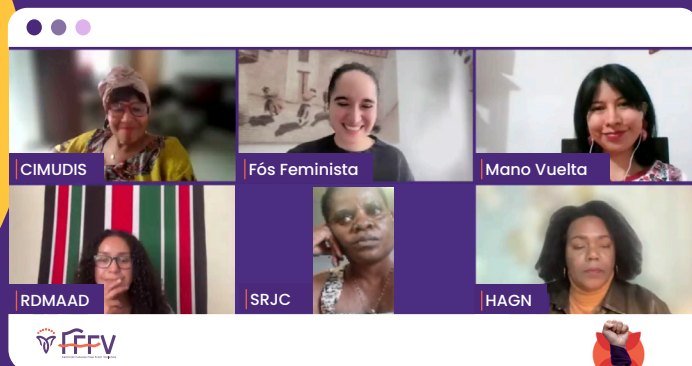 CIMUDIS
Fós Feminista
Mano Vuelta
RDMAAD
SRJC
HAGN
FFFV